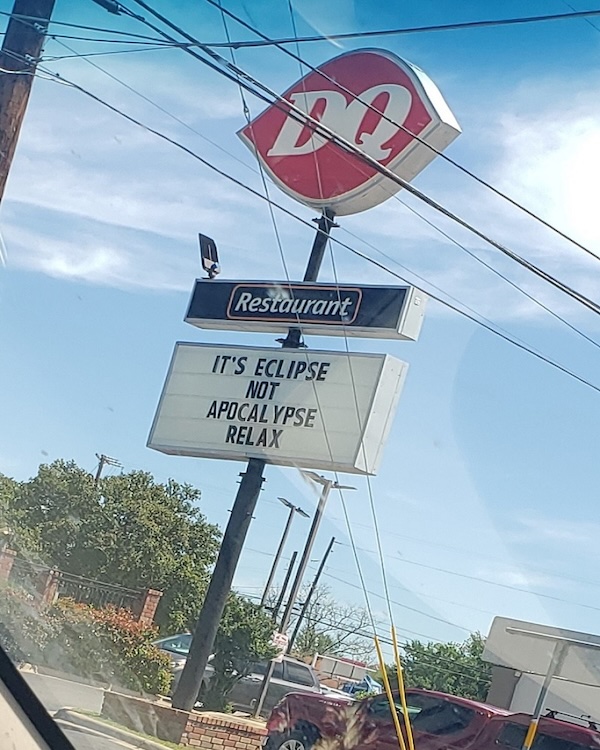 DQ
Restaurant
IT'S ECLIPSE
NOT
APOCALYPSE
RELAX